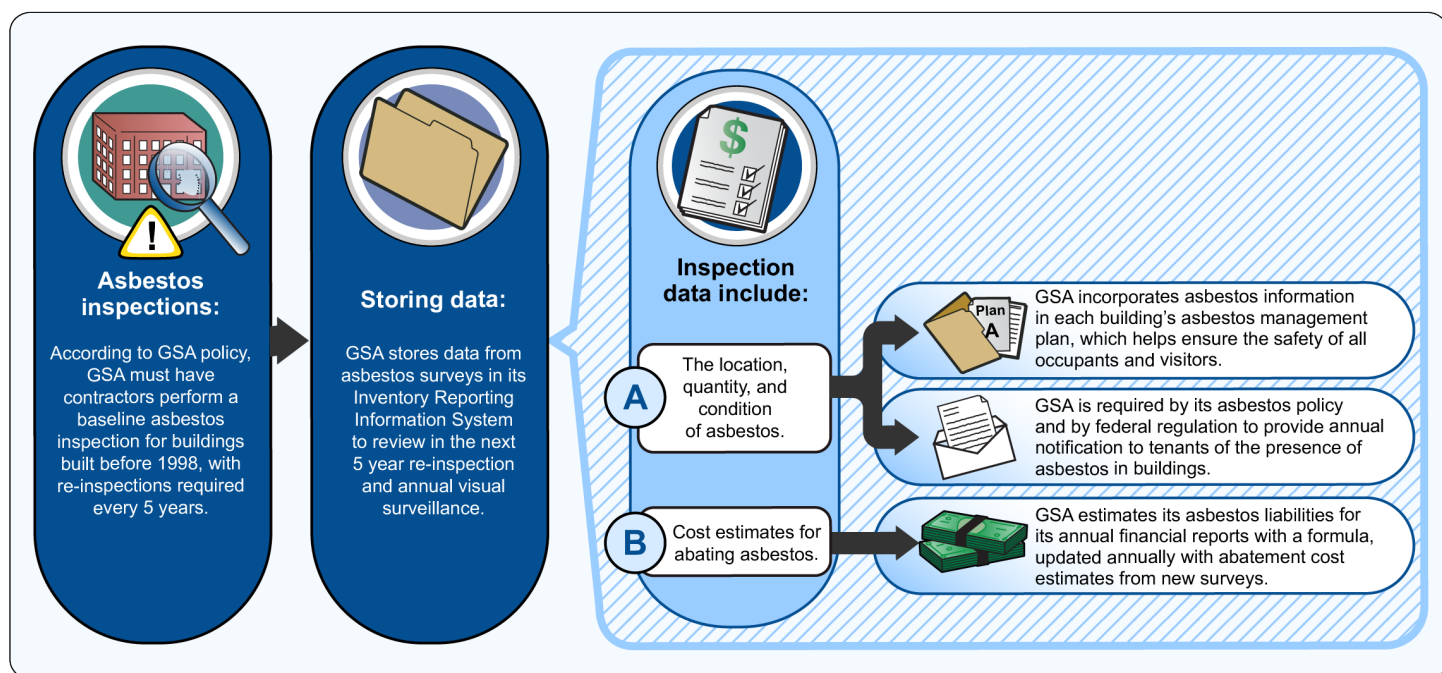 Asbestos
inspections:
According to GSA policy,
GSA must have
contractors perform a
baseline asbestos
inspection for buildings
built before 1998, with
re-inspections required
every 5 years.
Storing data:
GSA stores data from
asbestos surveys in its
Inventory Reporting
Information System
to review in the next
5 year re-inspection
and annual visual
surveillance.
$
Inspection
data include:
A
The location,
quantity, and
condition
of asbestos.
Plan
A
GSA incorporates asbestos information
in each building's asbestos management
plan, which helps ensure the safety of all
occupants and visitors.
GSA is required by its asbestos policy
and by federal regulation to provide annual
notification to tenants of the presence of
asbestos in buildings.
B
Cost estimates for
abating asbestos.
GSA estimates its asbestos liabilities for
its annual financial reports with a formula,
updated annually with abatement cost
estimates from new surveys.